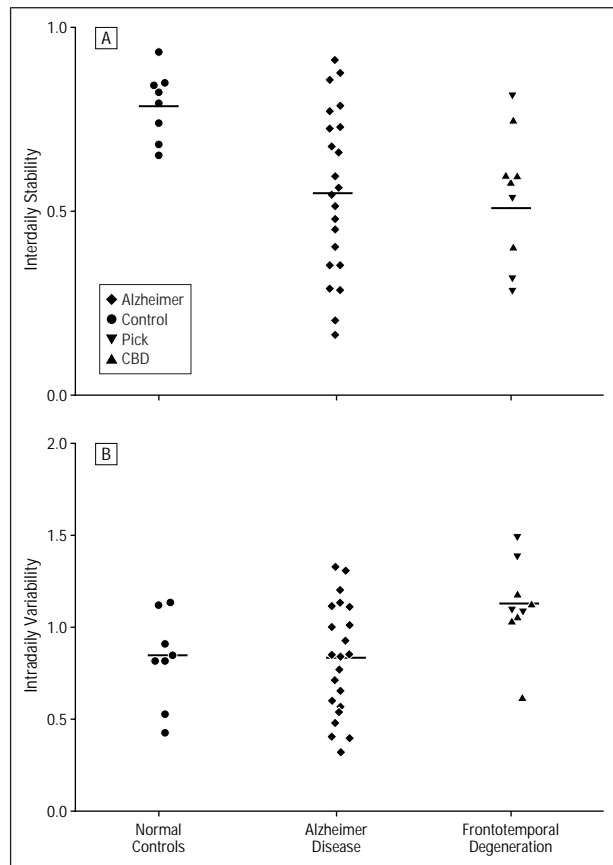 A
1.0
0.5
0.0
Interdaily Stability
Alzheimer
Control
Pick
CBD
B
2.0
1.5
1.0
0.5
0.0
Intradaily Variability
Normal
Controls
Alzheimer
Disease
Frontotemporal
Degeneration